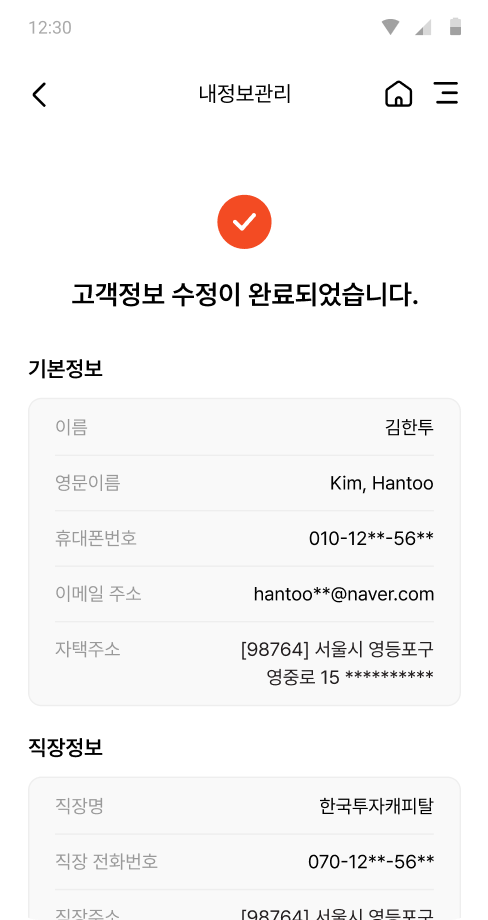 12:30
내정보관리
고객정보 수정이 완료되었습니다.
기본정보
이름 김한투
영문이름 Kim, Hantoo
휴대폰번호 010-12**-56**
이메일 주소 hantoo**@naver.com
자택주소 [98764] 서울시 영등포구
영중로 15 **********
직장정보
직장명 한국투자캐피탈
직장 전화번호 070-12**-56**
직장주소 [98764] 서울시 영등포구